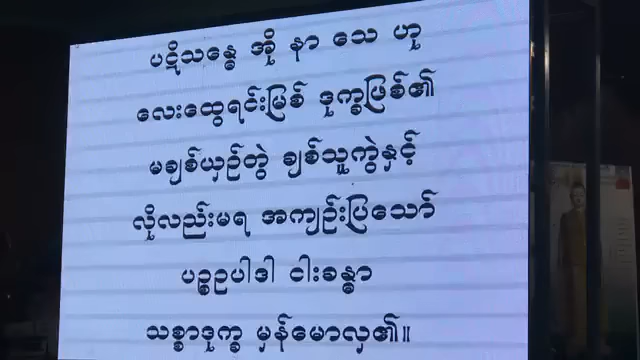 ပဋိသန္ဓေ အို နာ သေ ဟု
လေးထွေရင်းမြစ် ဒုက္ခဖြစ်၏
မချစ်ယှဉ်တွဲ ချစ်သူကွဲနှင့်
လိုလည်းမရ အကျဉ်းပြသော်
ပဉ္စဥပါဒါ ငါးခန္ဓာ
သစ္စာဒုက္ခ မှန်မောလှ၏။